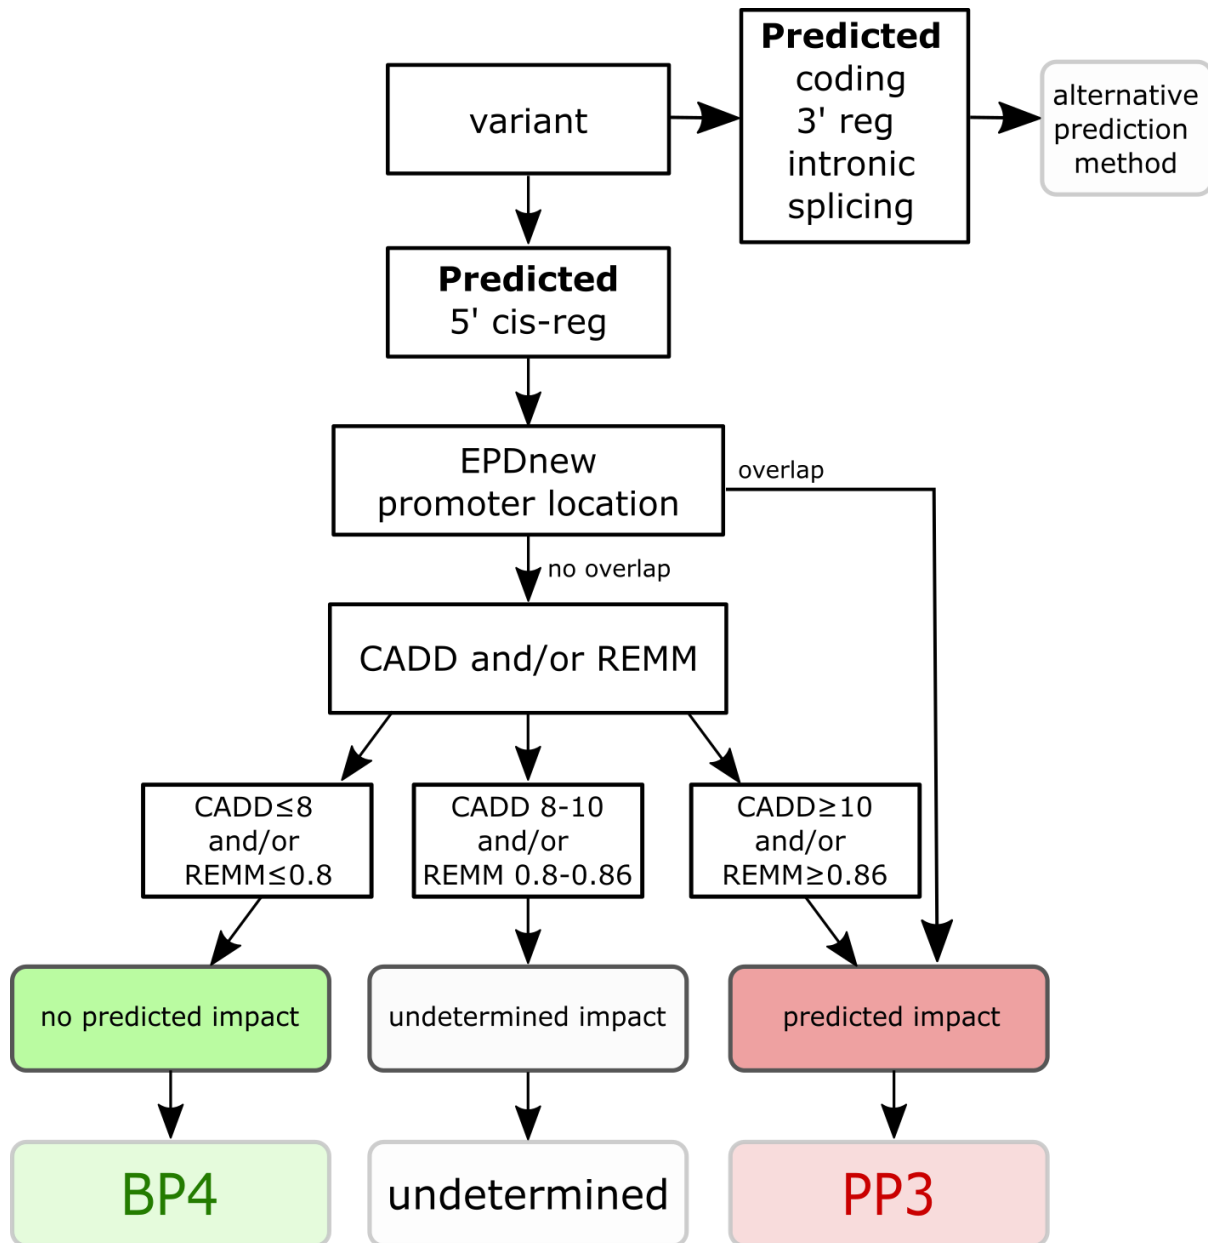 variant
Predicted
coding
3' reg
intronic
splicing
alternative
prediction
method
Predicted
5' cis-reg
EPDnew
promoter location
overlap
no overlap
CADD and/or REMM
CADD≤8
and/or
REMM≤0.8
CADD 8-10
and/or
REMM 0.8-0.86
CADD≥10
and/or
REMM≥0.86
no predicted impact
undetermined impact
predicted impact
BP4
undetermined
PP3